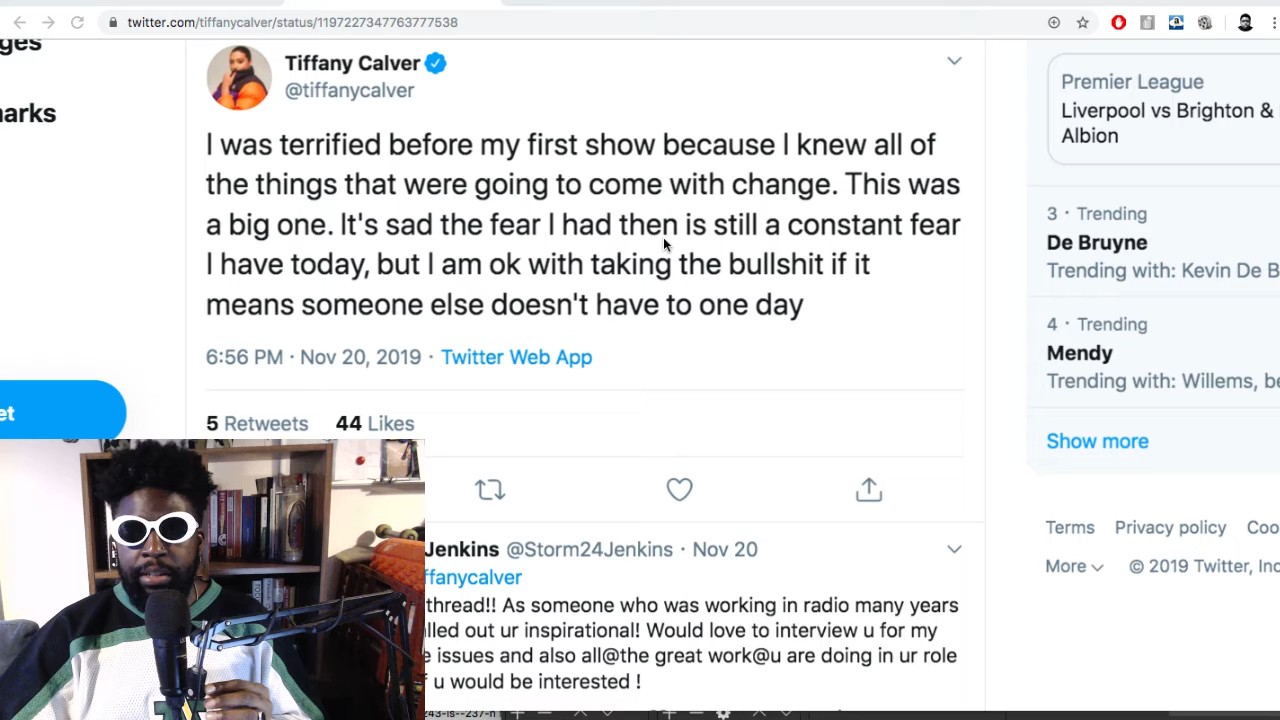 twitter.com/tiffanycalver/status/1197227347763777538
ges
arks
et
Tiffany Calver
@tiffanycalver
I was terrified before my first show because I knew all of
the things that were going to come with change. This was
a big one. It's sad the fear I had then is still a constant fear
I have today, but I am ok with taking the bullshit if it
means someone else doesn't have to one day
6:56 PM · Nov 20, 2019 · Twitter Web App
5 Retweets 44 Likes
Jenkins @Storm24Jenkins · Nov 20
ffanycalver
thread!! As someone who was working in radio many years
lled out ur inspirational! Would love to interview u for my
e issues and also all@the great work@u are doing in ur role
f u would be interested !
Premier League
Liverpool vs Brighton &
Albion
3 · Trending
De Bruyne
Trending with: Kevin De B
4 · Trending
Mendy
Trending with: Willems, be
Show more
Terms Privacy policy Coo
More © 2019 Twitter, Inc